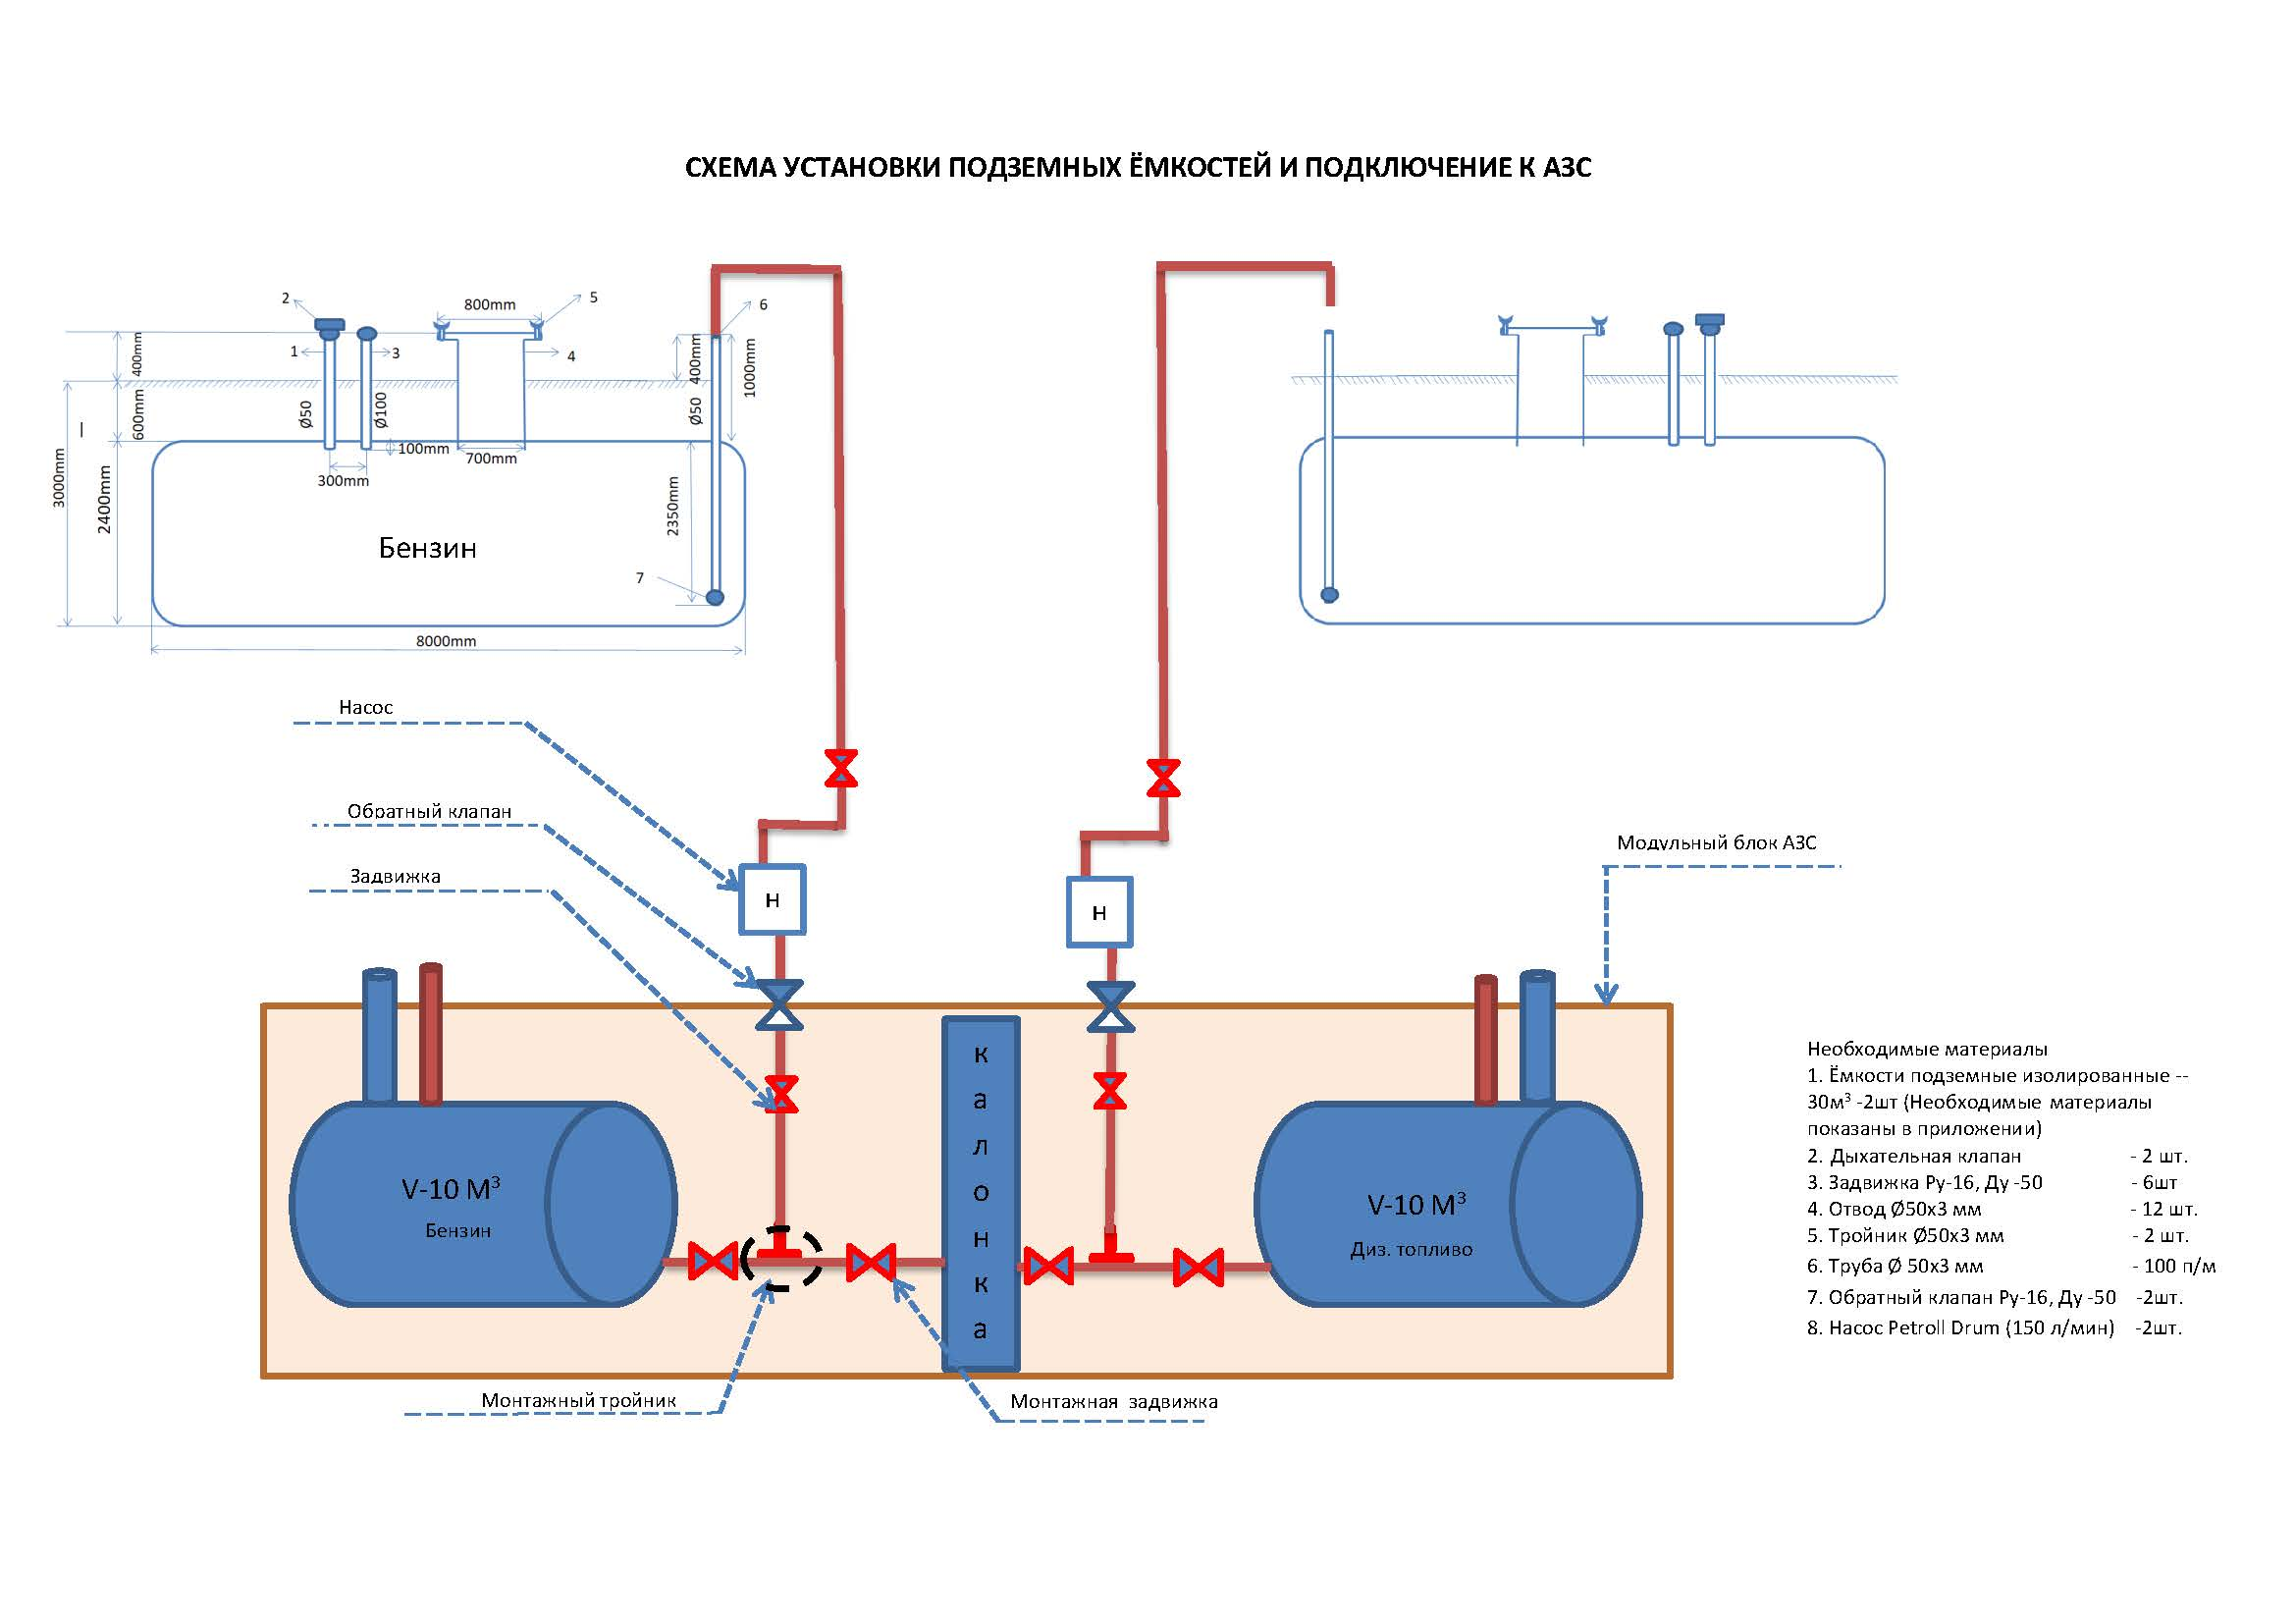 СХЕМА УСТАНОВКИ ПОДЗЕМНЫХ ЁМКОСТЕЙ И ПОДКЛЮЧЕНИЕ К АЗС
2
800mm
5
6
400mm
1
3
4
400mm
1000mm
600mm
Ø50
Ø100
Ø50
100mm
700mm
300mm
3000mm
2400mm
2350mm
Бензин
7
8000mm
Насос
Обратный клапан
Задвижка
Модульный блок АЗС
Н
Н
калонка
V-10 М³
Бензин
V-10 М³
Диз. топливо
Монтажный тройник
Монтажная задвижка
Необходимые материалы
1. Ёмкости подземные изолированные --
30м³ -2шт (Необходимые материалы
показаны в приложении)
2. Дыхательная клапан - 2 шт.
3. Задвижка Ру-16, Ду -50 - 6шт
4. Отвод Ø50х3 мм - 12 шт.
5. Тройник Ø50х3 мм - 2 шт.
6. Труба Ø 50х3 мм - 100 п/м
7. Обратный клапан Ру-16, Ду -50 -2шт.
8. Насос Petroll Drum (150 л/мин) -2шт.